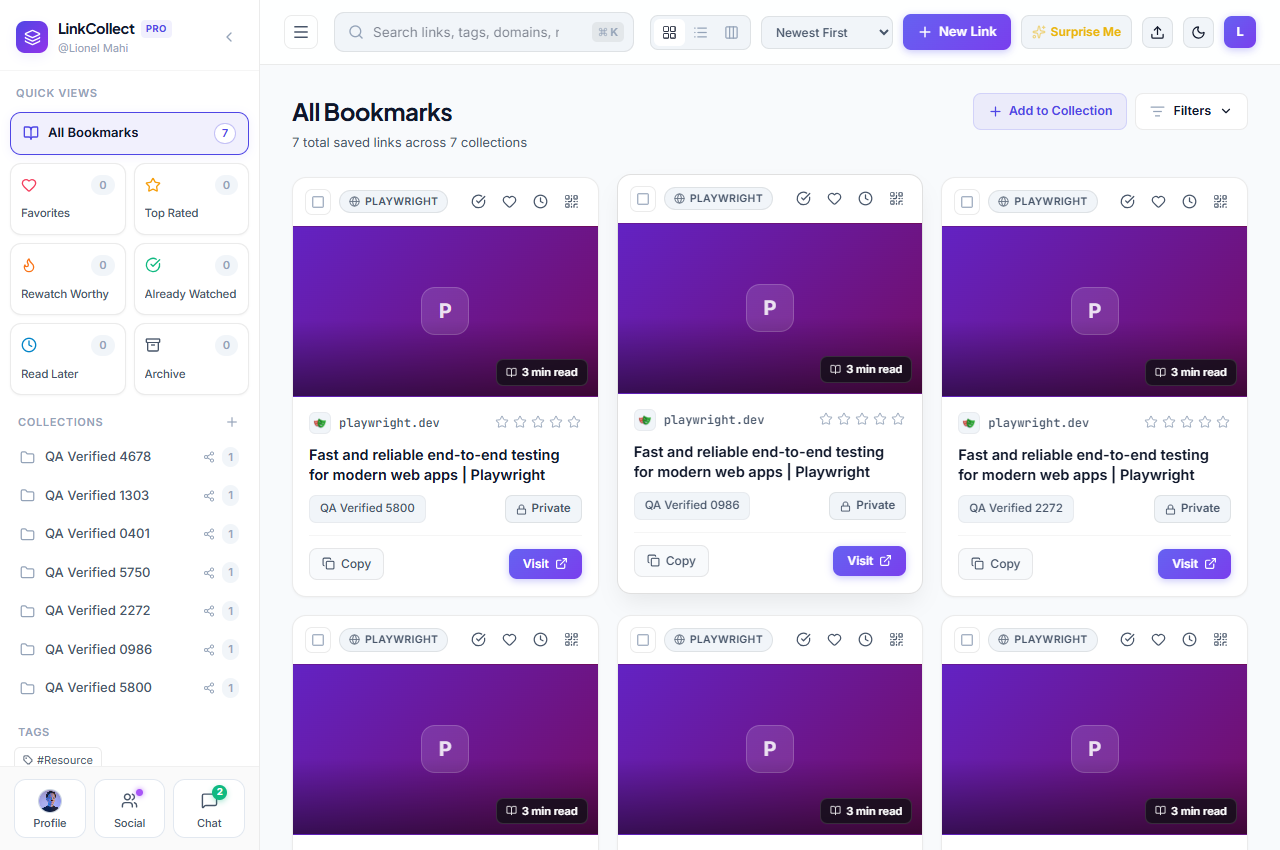 LinkCollect PRO
@Lionel Mahi
Search links, tags, domains, r
⌘ K
Newest First
New Link
Surprise Me
L
QUICK VIEWS
All Bookmarks 7
Favorites 0
Top Rated 0
Rewatch Worthy 0
Already Watched 0
Read Later 0
Archive 0
COLLECTIONS
QA Verified 4678 1
QA Verified 1303 1
QA Verified 0401 1
QA Verified 5750 1
QA Verified 2272 1
QA Verified 0986 1
QA Verified 5800 1
TAGS
#Resource
Profile
Social
Chat 2
All Bookmarks
7 total saved links across 7 collections
Add to Collection
Filters
PLAYWRIGHT
P
3 min read
playwright.dev
Fast and reliable end-to-end testing
for modern web apps | Playwright
QA Verified 5800
Private
Copy
Visit
PLAYWRIGHT
P
3 min read
playwright.dev
Fast and reliable end-to-end testing
for modern web apps | Playwright
QA Verified 0986
Private
Copy
Visit
PLAYWRIGHT
P
3 min read
playwright.dev
Fast and reliable end-to-end testing
for modern web apps | Playwright
QA Verified 2272
Private
Copy
Visit
PLAYWRIGHT
P
3 min read
PLAYWRIGHT
P
3 min read
PLAYWRIGHT
P
3 min read